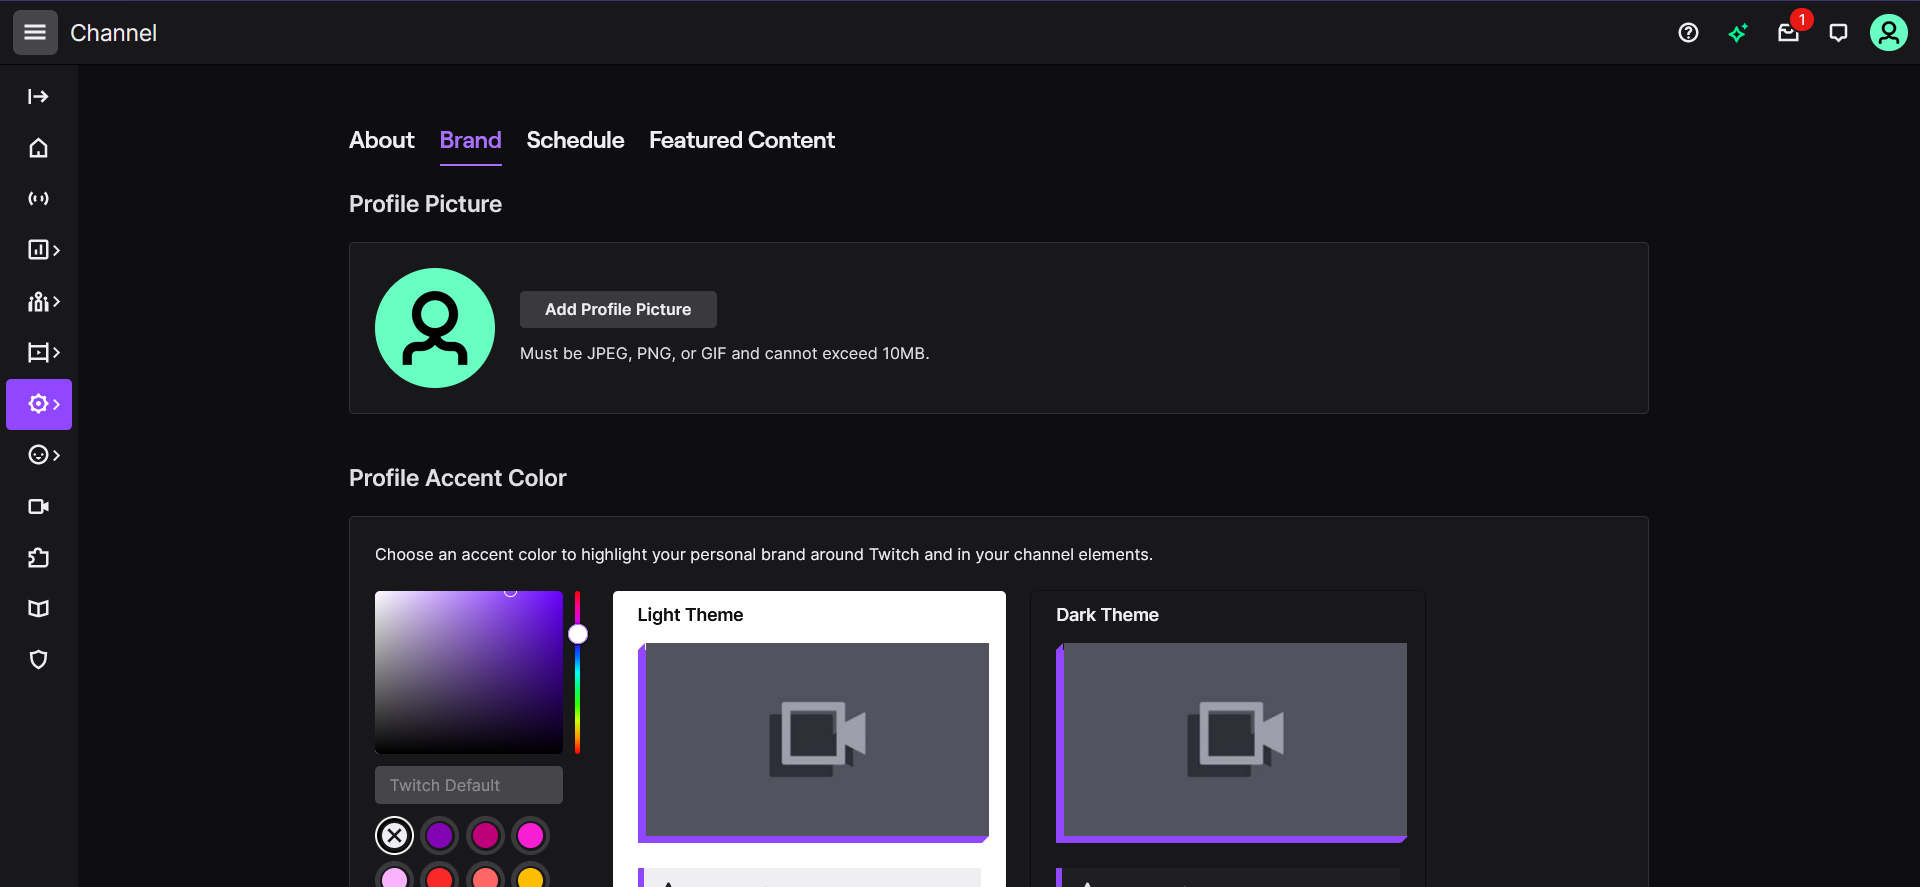 Channel
1
About Brand Schedule Featured Content
Profile Picture
Add Profile Picture
Must be JPEG, PNG, or GIF and cannot exceed 10MB.
Profile Accent Color
Choose an accent color to highlight your personal brand around Twitch and in your channel elements.
Light Theme
Dark Theme
Twitch Default